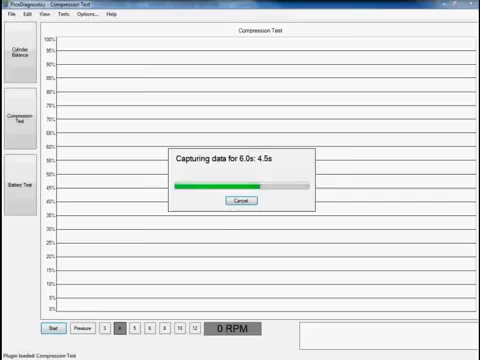 PicoDiagnostics - Compression Test
File Edit View Tests Options... Help
Cylinder Balance
Compression Test
Battery Test
Compression Test
100%
95%
90%
85%
80%
75%
70%
65%
60%
55%
50%
45%
40%
35%
30%
25%
20%
15%
10%
5%
0%
Capturing data for 6.0s: 4.5s
Cancel
Start Pressure 3 4 5 6 8 10 12 0 RPM
Plugin loaded: Compression Test